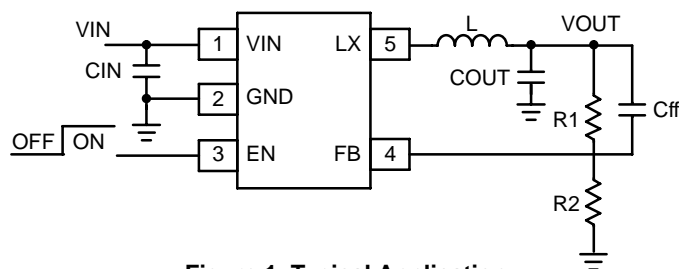 VIN
CIN
1 VIN
LX 5
L
VOUT
COUT
2 GND
R1
Cff
OFF ON
3 EN
FB 4
R2
Figure 1. Typical Application